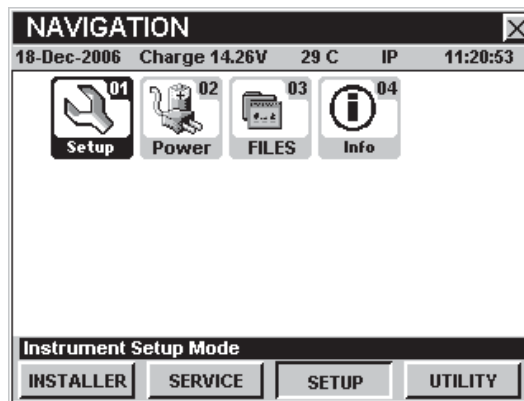 NAVIGATION
18-Dec-2006 Charge 14.26V 29 C IP 11:20:53
01 02 03 04
Setup Power FILES Info
Instrument Setup Mode
INSTALLER SERVICE SETUP UTILITY